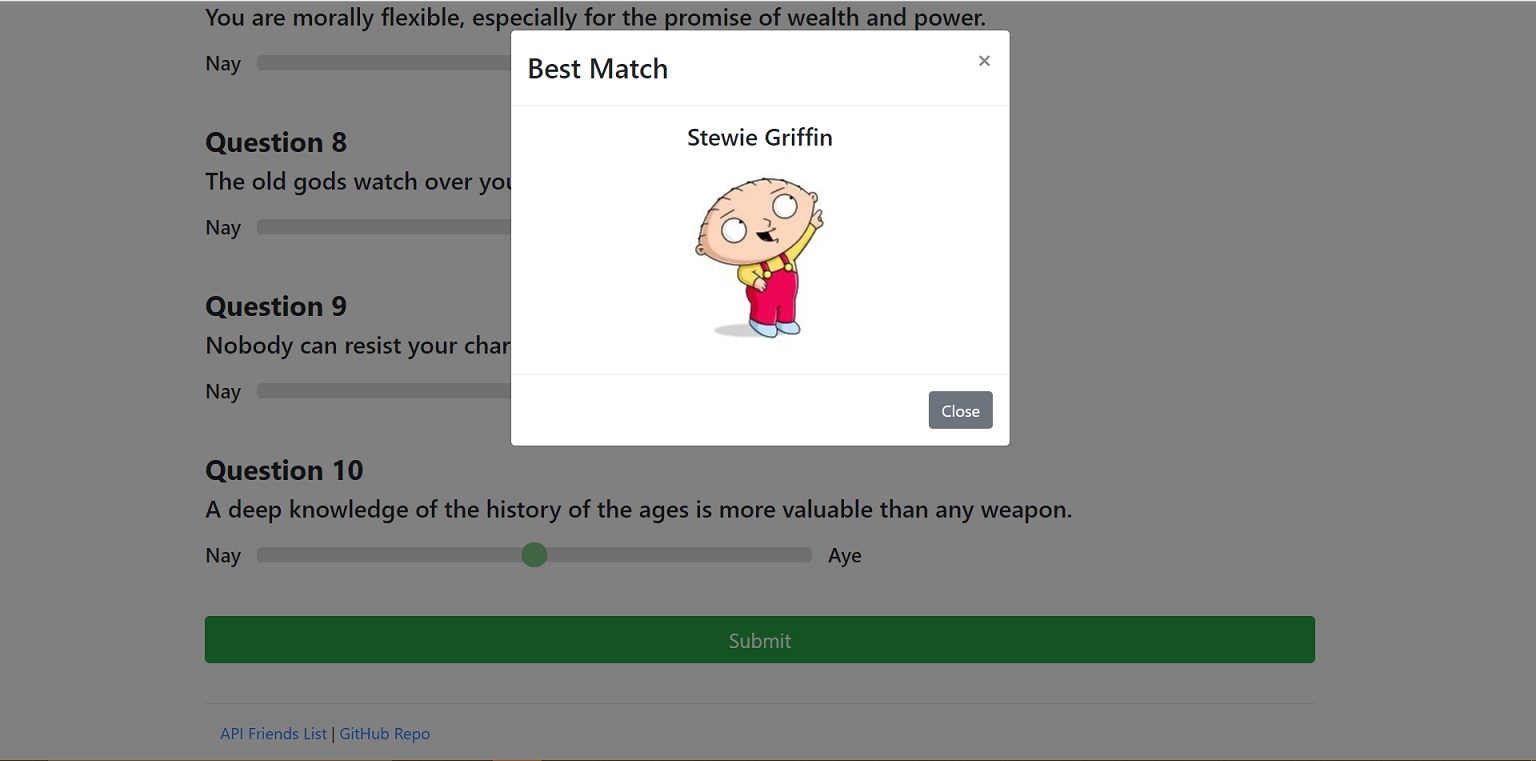 You are morally flexible, especially for the promise of wealth and power.
Nay
Best Match
×
Stewie Griffin
Close
Question 8
The old gods watch over
Nay
Question 9
Nobody can resist your
Nay
Question 10
A deep knowledge of the history of the ages is more valuable than any weapon.
Nay Aye
Submit
API Friends List | GitHub Repo